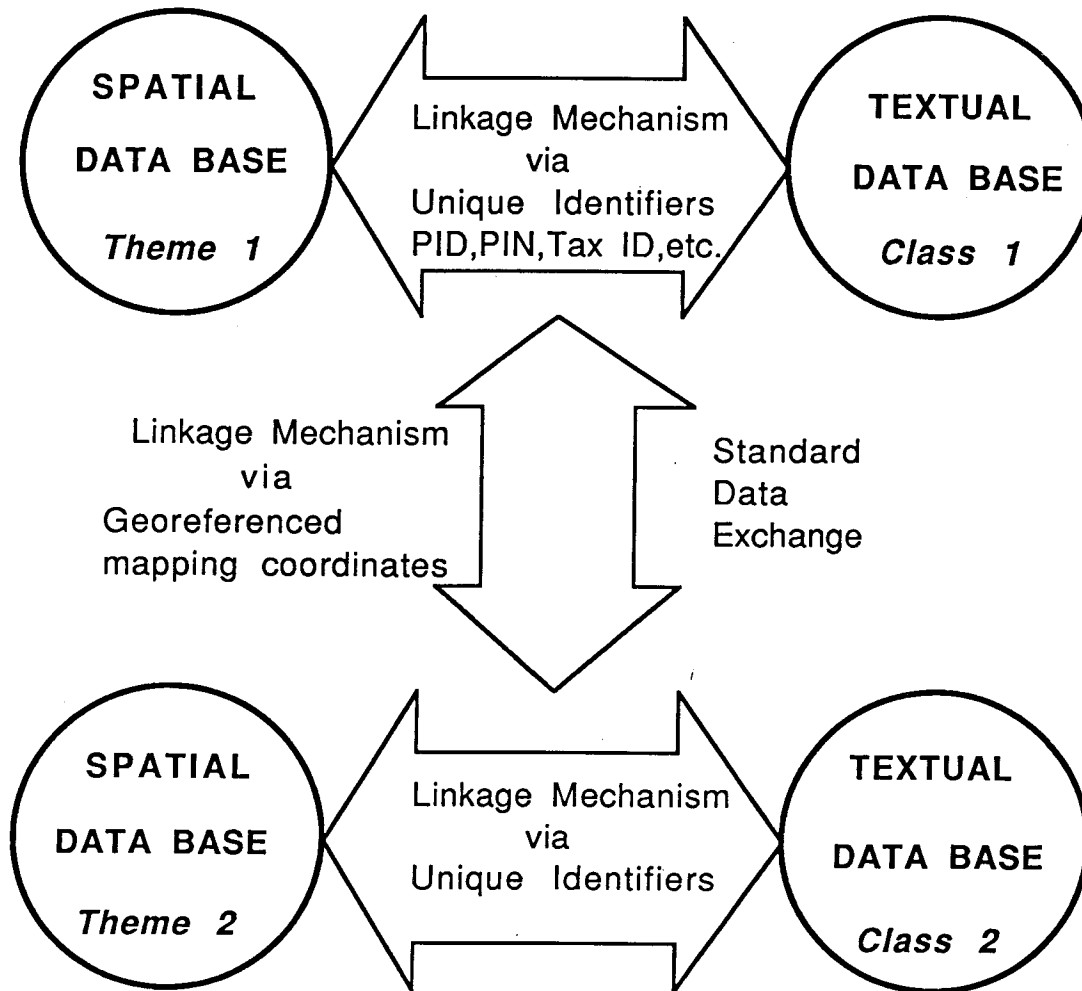 SPATIAL
DATA BASE
Theme 1
Linkage Mechanism
via
Unique Identifiers
PID,PIN,Tax ID,etc.
TEXTUAL
DATA BASE
Class 1
Linkage Mechanism
via
Georeferenced
mapping coordinates
Standard
Data
Exchange
SPATIAL
DATA BASE
Theme 2
Linkage Mechanism
via
Unique Identifiers
TEXTUAL
DATA BASE
Class 2